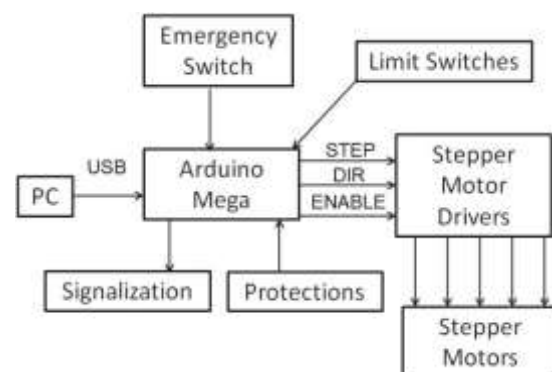 Emergency
Switch
Limit Switches
USB
PC
Arduino
Mega
STEP
DIR
ENABLE
Stepper
Motor
Drivers
Signalization
Protections
Stepper
Motors